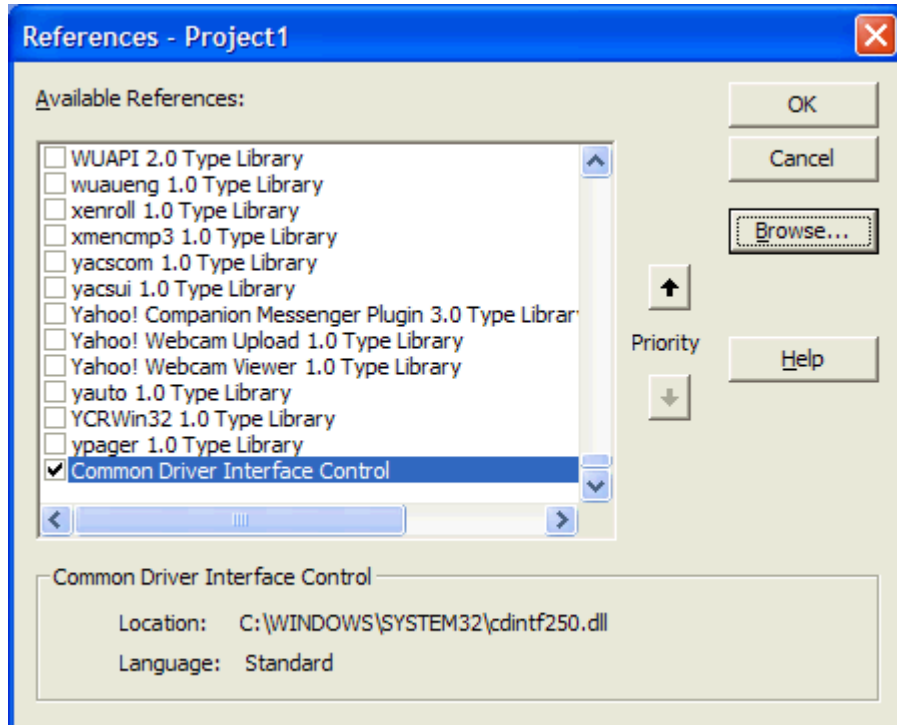 References - Project1
Available References:
OK
WUAPI 2.0 Type Library
Cancel
wuaueng 1.0 Type Library
xenroll 1.0 Type Library
xmencmp3 1.0 Type Library
Browse...
yacscom 1.0 Type Library
yacsui 1.0 Type Library
Yahoo! Companion Messenger Plugin 3.0 Type Librar
Yahoo! Webcam Upload 1.0 Type Library
Priority
Yahoo! Webcam Viewer 1.0 Type Library
Help
yauto 1.0 Type Library
YCRWin32 1.0 Type Library
ypager 1.0 Type Library
Common Driver Interface Control
Common Driver Interface Control
Location: C:\WINDOWS\SYSTEM32\cdintf250.dll
Language: Standard